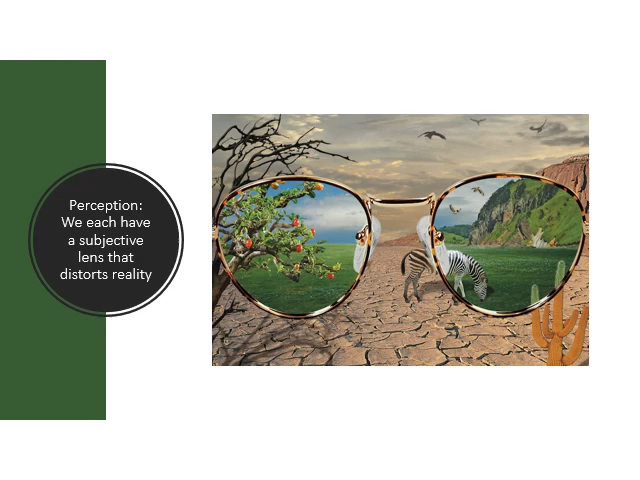 Perception:
We each have
a subjective
lens that
distorts reality